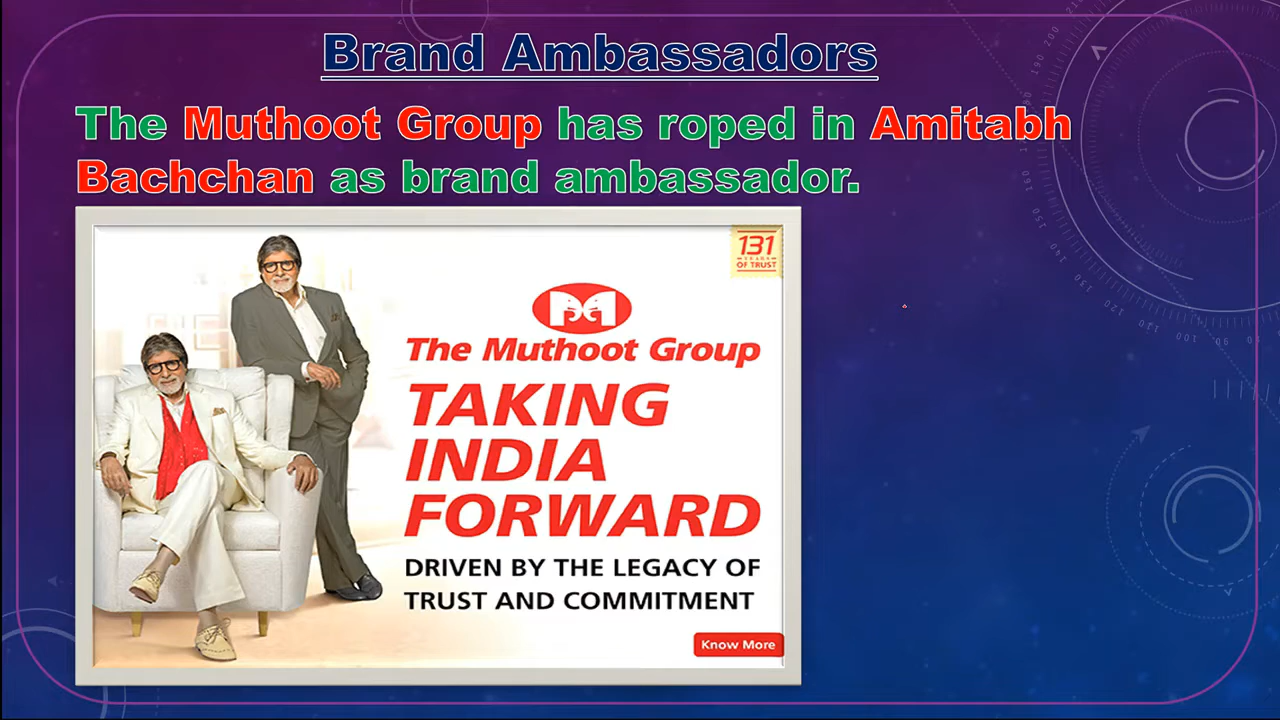 Brand Ambassadors
The Muthoot Group has roped in Amitabh
Bachchan as brand ambassador.
131
YEARS
OF TRUST
The Muthoot Group
TAKING
INDIA
FORWARD
DRIVEN BY THE LEGACY OF
TRUST AND COMMITMENT
Know More